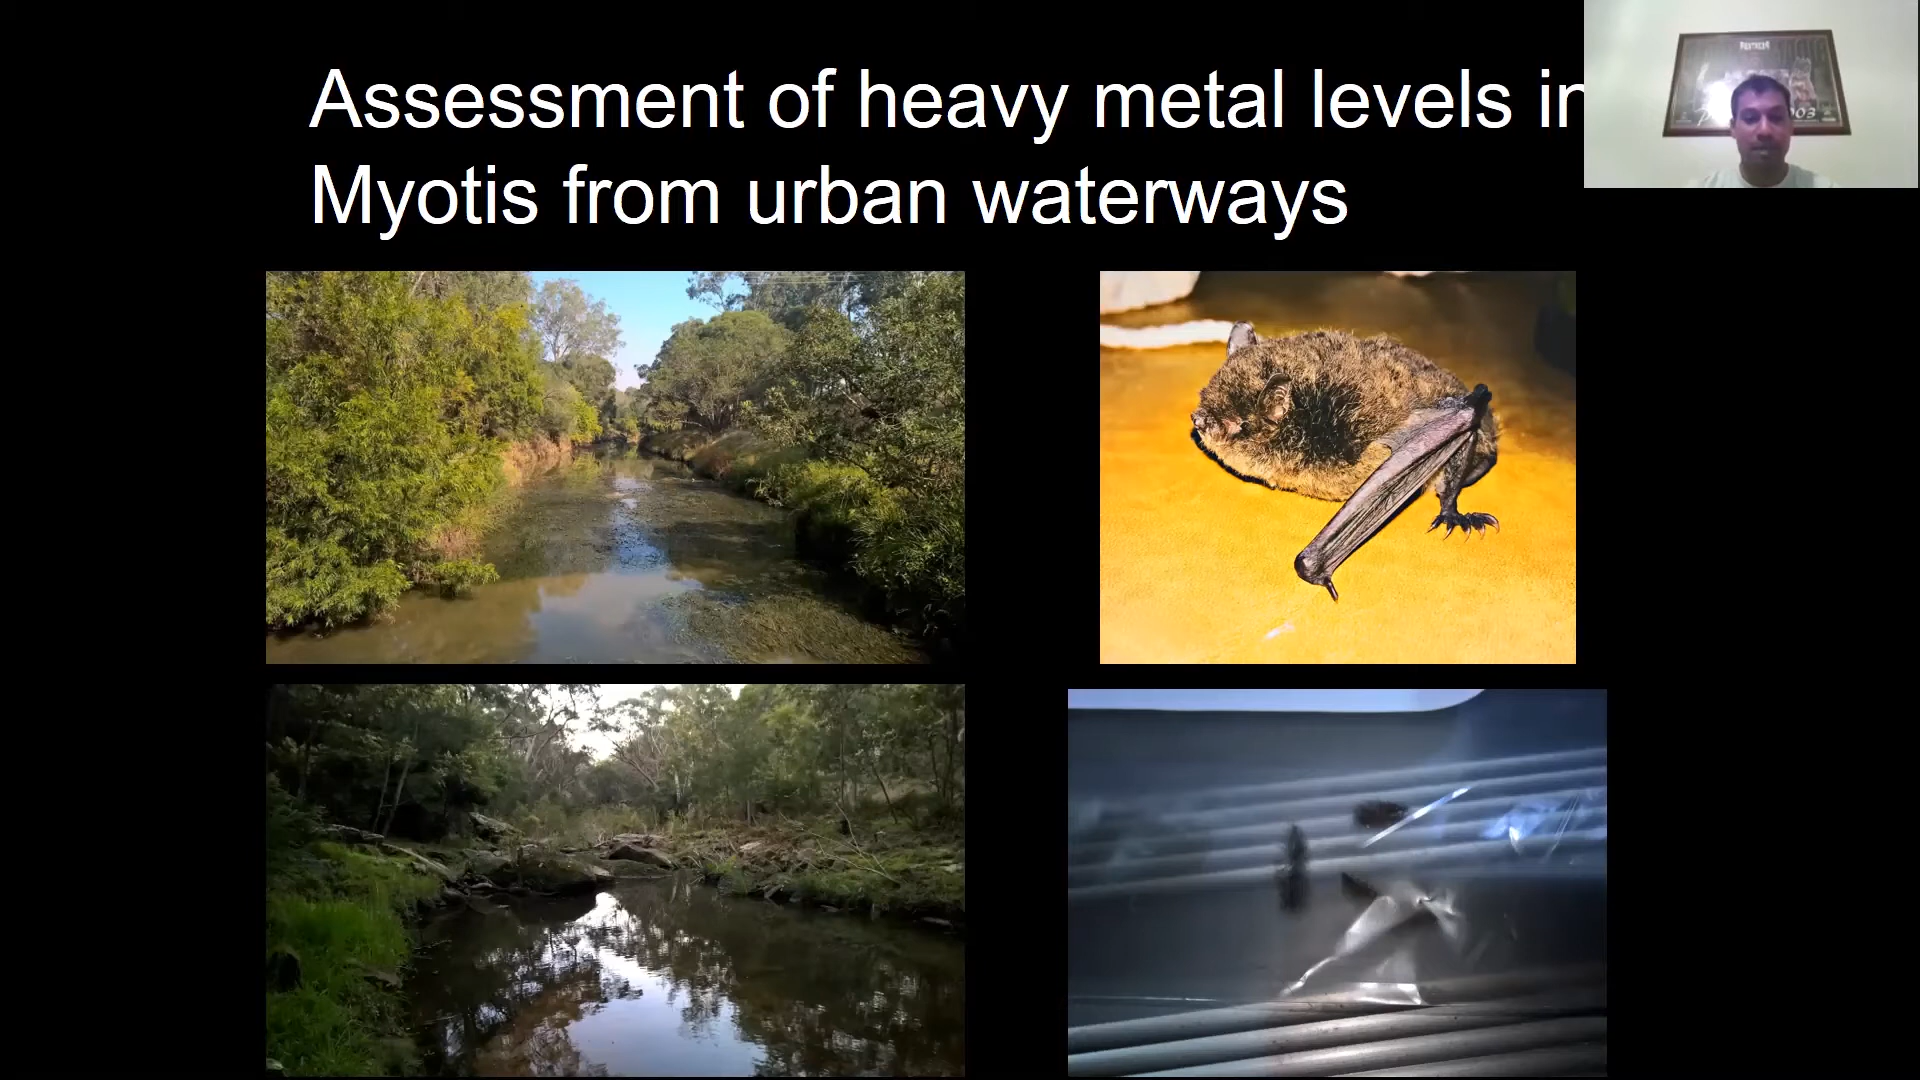 Assessment of heavy metal levels in
Myotis from urban waterways